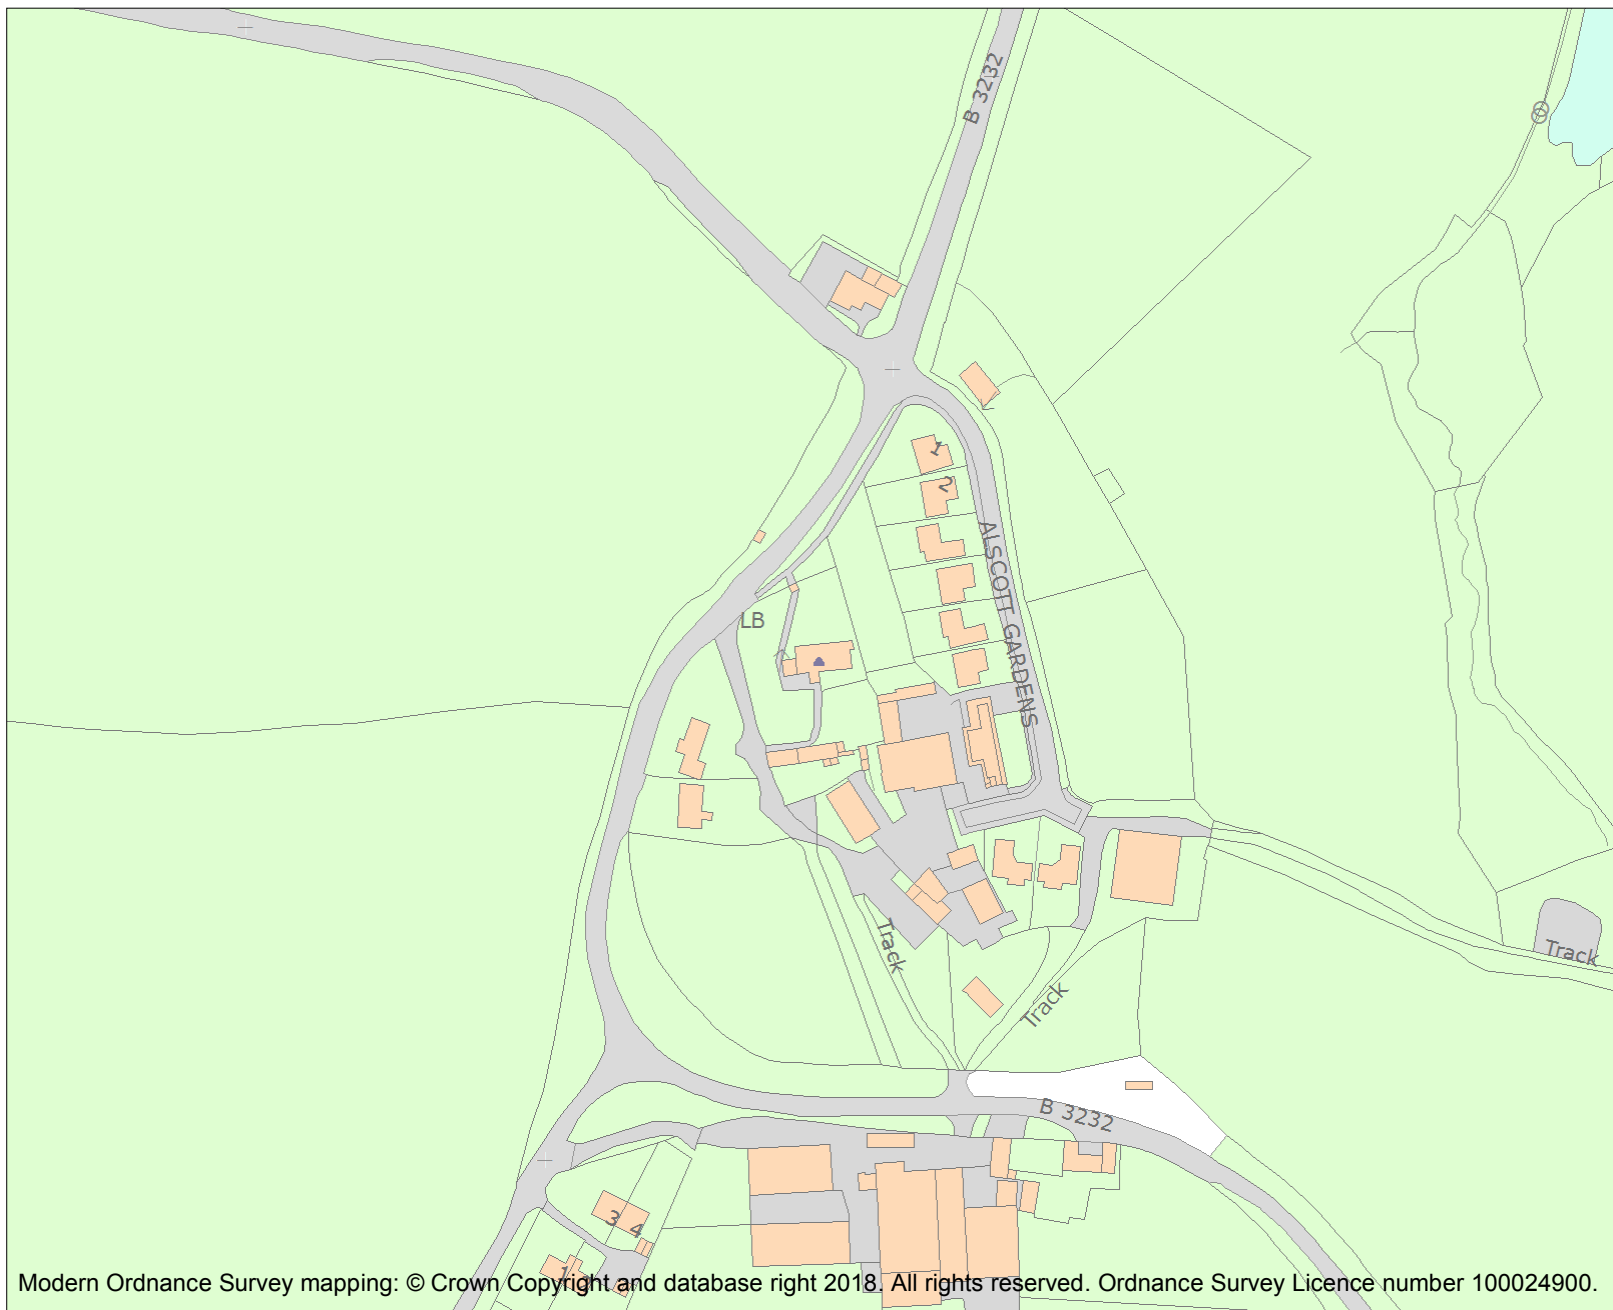 B 3232
1
2
ALSCOTT GARDENS
LB
Track
Track
Track
B 3232
3 4
1
Modern Ordnance Survey mapping: © Crown Copyright and database right 2018. All rights reserved. Ordnance Survey Licence number 100024900.